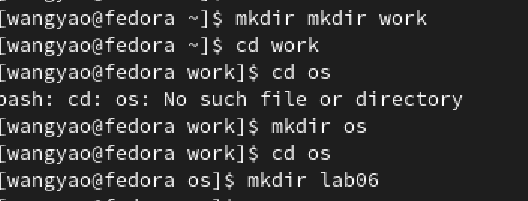 [wangyao@fedora ~]$ mkdir mkdir work
[wangyao@fedora ~]$ cd work
[wangyao@fedora work]$ cd os
bash: cd: os: No such file or directory
[wangyao@fedora work]$ mkdir os
[wangyao@fedora work]$ cd os
[wangyao@fedora os]$ mkdir lab06